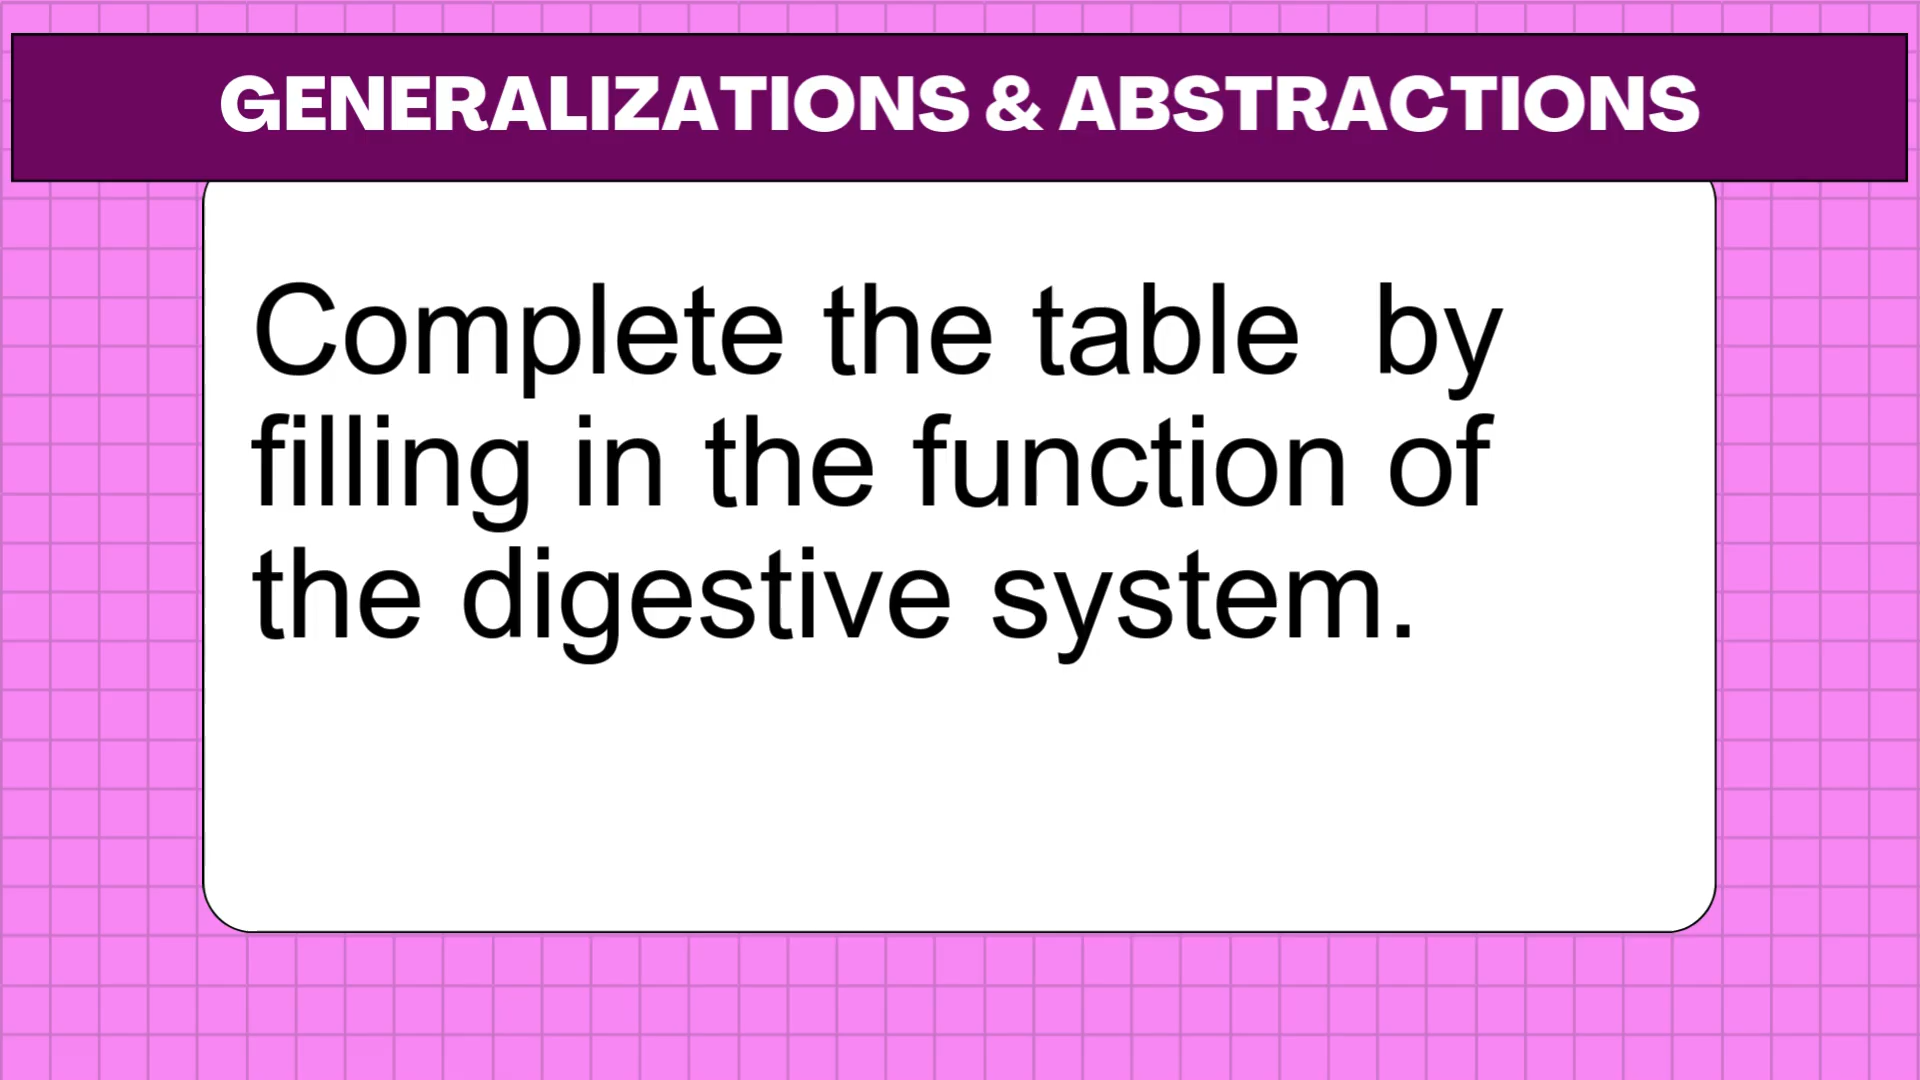 GENERALIZATIONS & ABSTRACTIONS
Complete the table  by
filling in the function of
the digestive system.